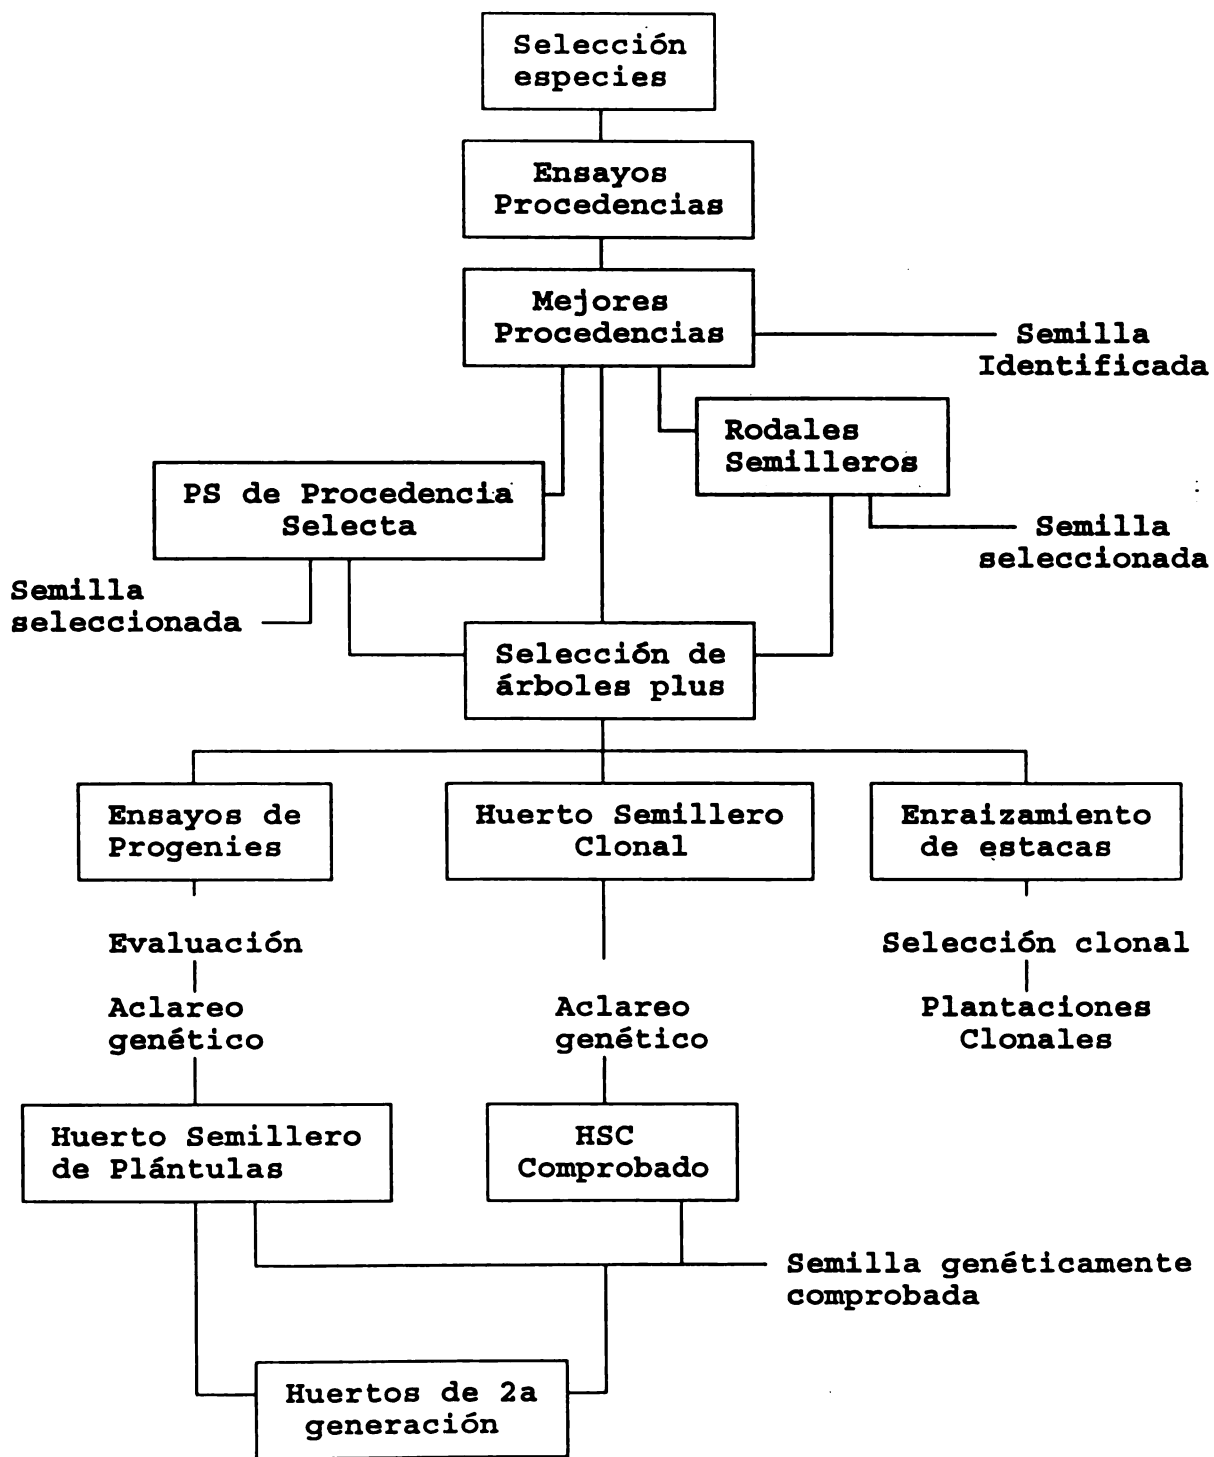 Selección
especies
Ensayos
Procedencias
Mejores
Procedencias
Semilla
Identificada
Rodales
Semilleros
PS de Procedencia
Selecta
Semilla
seleccionada
Semilla
seleccionada
Selección de
árboles plus
Ensayos de
Progenies
Huerto Semillero
Clonal
Enraizamiento
de estacas
Evaluación
Selección clonal
Aclareo
genético
Aclareo
genético
Plantaciones
Clonales
Huerto Semillero
de Plántulas
HSC
Comprobado
Semilla genéticamente
comprobada
Huertos de 2a
generación